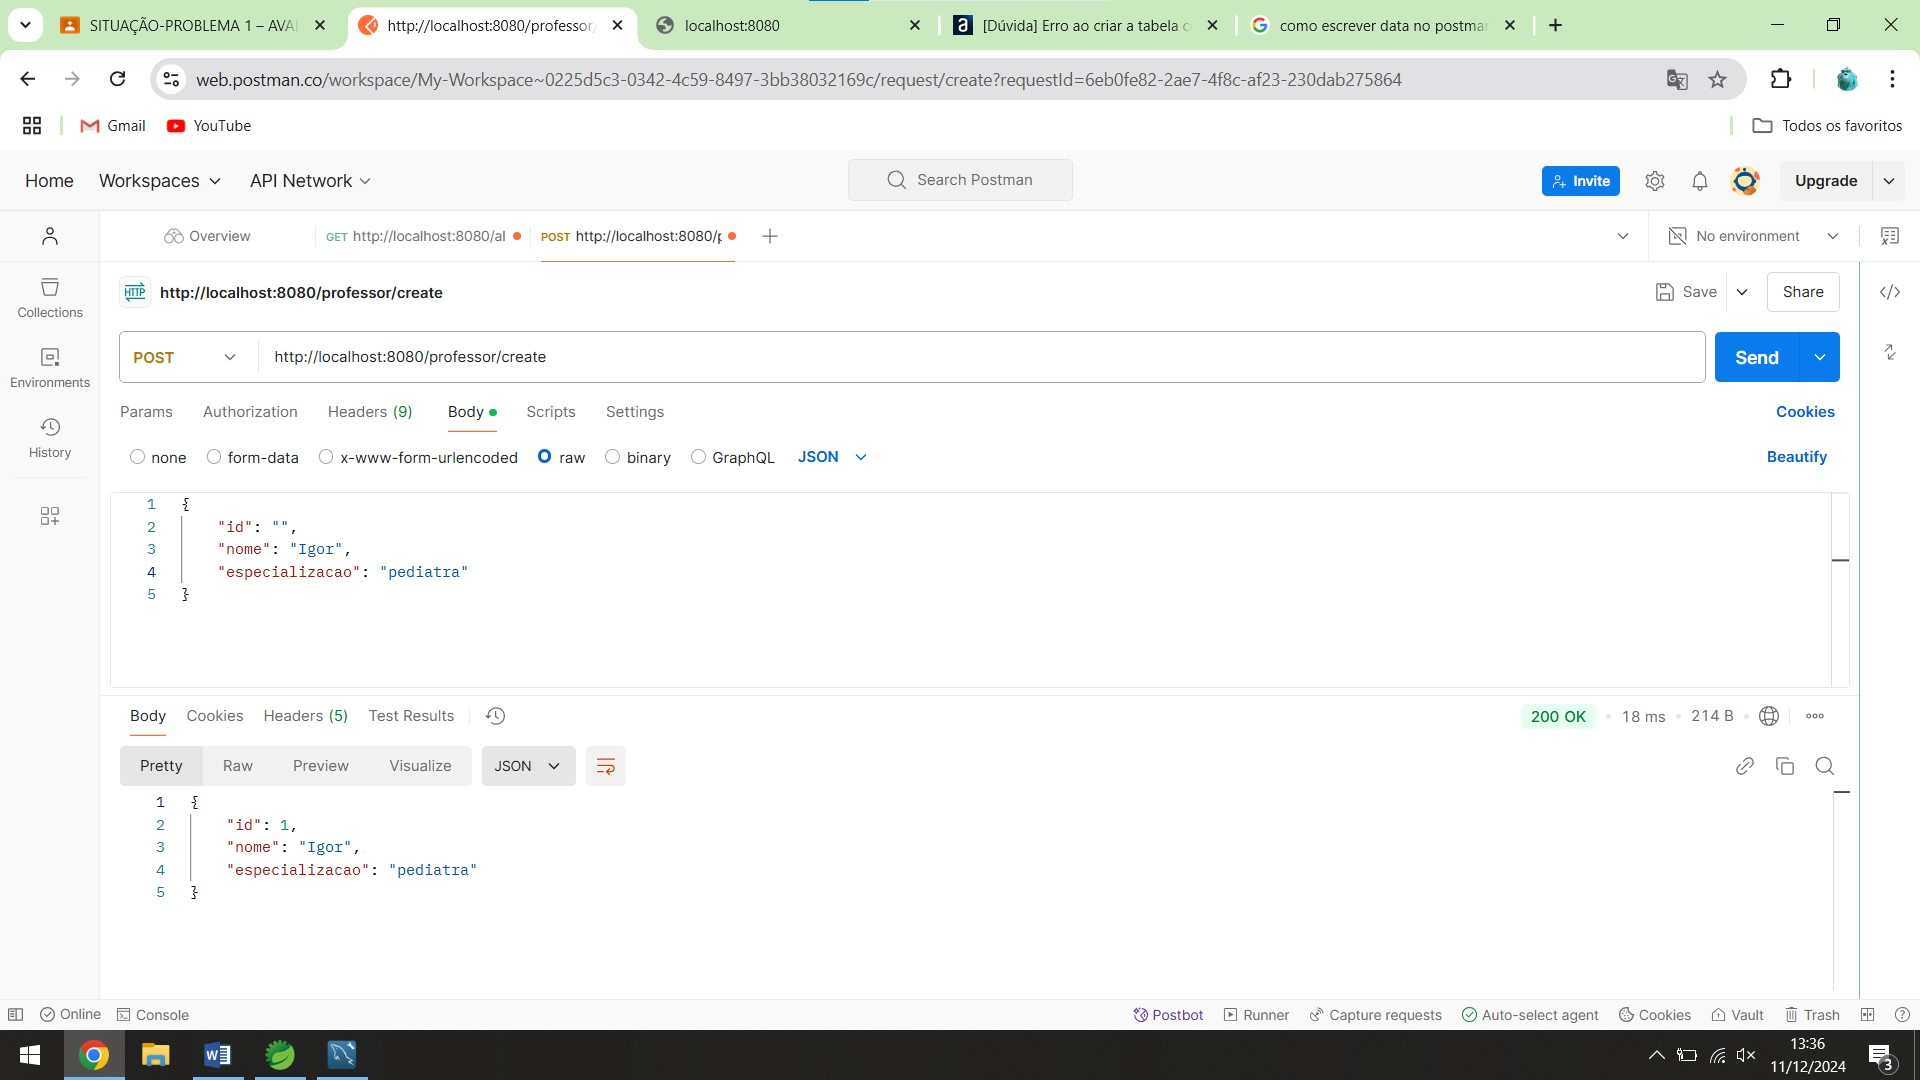 SITUAÇÃO-PROBLEMA 1 – AVAL
http://localhost:8080/professor/
localhost:8080
[Dúvida] Erro ao criar a tabela c
como escrever data no postman
web.postman.co/workspace/My-Workspace~0225d5c3-0342-4c59-8497-3bb38032169c/request/create?requestId=6eb0fe82-2ae7-4f8c-af23-230dab275864
Gmail
YouTube
Todos os favoritos
Home
Workspaces
API Network
Search Postman
Invite
Upgrade
Overview
GET http://localhost:8080/al
POST http://localhost:8080/p
No environment
HTTP http://localhost:8080/professor/create
Save
Share
Collections
Environments
History
POST
http://localhost:8080/professor/create
Send
Params
Authorization
Headers (9)
Body
Scripts
Settings
Cookies
none
form-data
x-www-form-urlencoded
raw
binary
GraphQL
JSON
Beautify
1 {
2 "id": "",
3 "nome": "Igor",
4 "especializacao": "pediatra"
5 }
Body
Cookies
Headers (5)
Test Results
200 OK
18 ms
214 B
Pretty
Raw
Preview
Visualize
JSON
1 {
2 "id": 1,
3 "nome": "Igor",
4 "especializacao": "pediatra"
5 }
Online
Console
Postbot
Runner
Capture requests
Auto-select agent
Cookies
Vault
Trash
13:36
11/12/2024
3